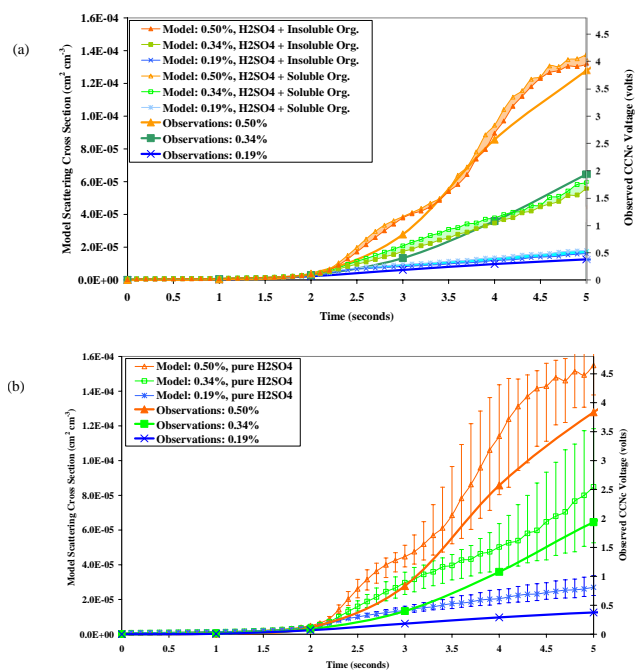 (a)
Model Scattering Cross Section (cm² cm⁻³)
1.6E-04
1.4E-04
1.2E-04
1.0E-04
8.0E-05
6.0E-05
4.0E-05
2.0E-05
0.0E+00
Model: 0.50%, H2SO4 + Insoluble Org.
Model: 0.34%, H2SO4 + Insoluble Org.
Model: 0.19%, H2SO4 + Insoluble Org.
Model: 0.50%, H2SO4 + Soluble Org.
Model: 0.34%, H2SO4 + Soluble Org.
Model: 0.19%, H2SO4 + Soluble Org.
Observations: 0.50%
Observations: 0.34%
Observations: 0.19%
4.5
4
3.5
3
2.5
2
1.5
1
0.5
0
Observed CCNc Voltage (volts)
0 0.5 1 1.5 2 2.5 3 3.5 4 4.5 5
Time (seconds)
(b)
Model Scattering Cross Section (cm² cm⁻³)
1.6E-04
1.4E-04
1.2E-04
1.0E-04
8.0E-05
6.0E-05
4.0E-05
2.0E-05
0.0E+00
Model: 0.50%, pure H2SO4
Model: 0.34%, pure H2SO4
Model: 0.19%, pure H2SO4
Observations: 0.50%
Observations: 0.34%
Observations: 0.19%
4.5
4
3.5
3
2.5
2
1.5
1
0.5
0
Observed CCNc Voltage (volts)
0 0.5 1 1.5 2 2.5 3 3.5 4 4.5 5
Time (seconds)